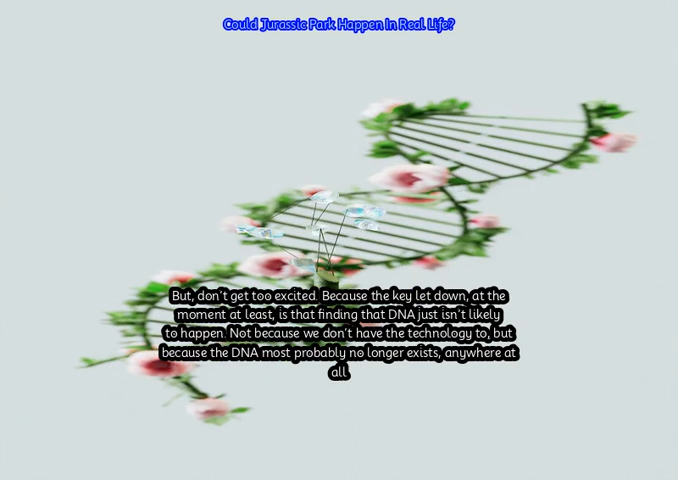 Could Jurassic Park Happen In Real Life?
But, don't get too excited. Because the key let down, at the
moment at least, is that finding that DNA just isn't likely
to happen. Not because we don't have the technology to, but
because the DNA most probably no longer exists, anywhere at
all.